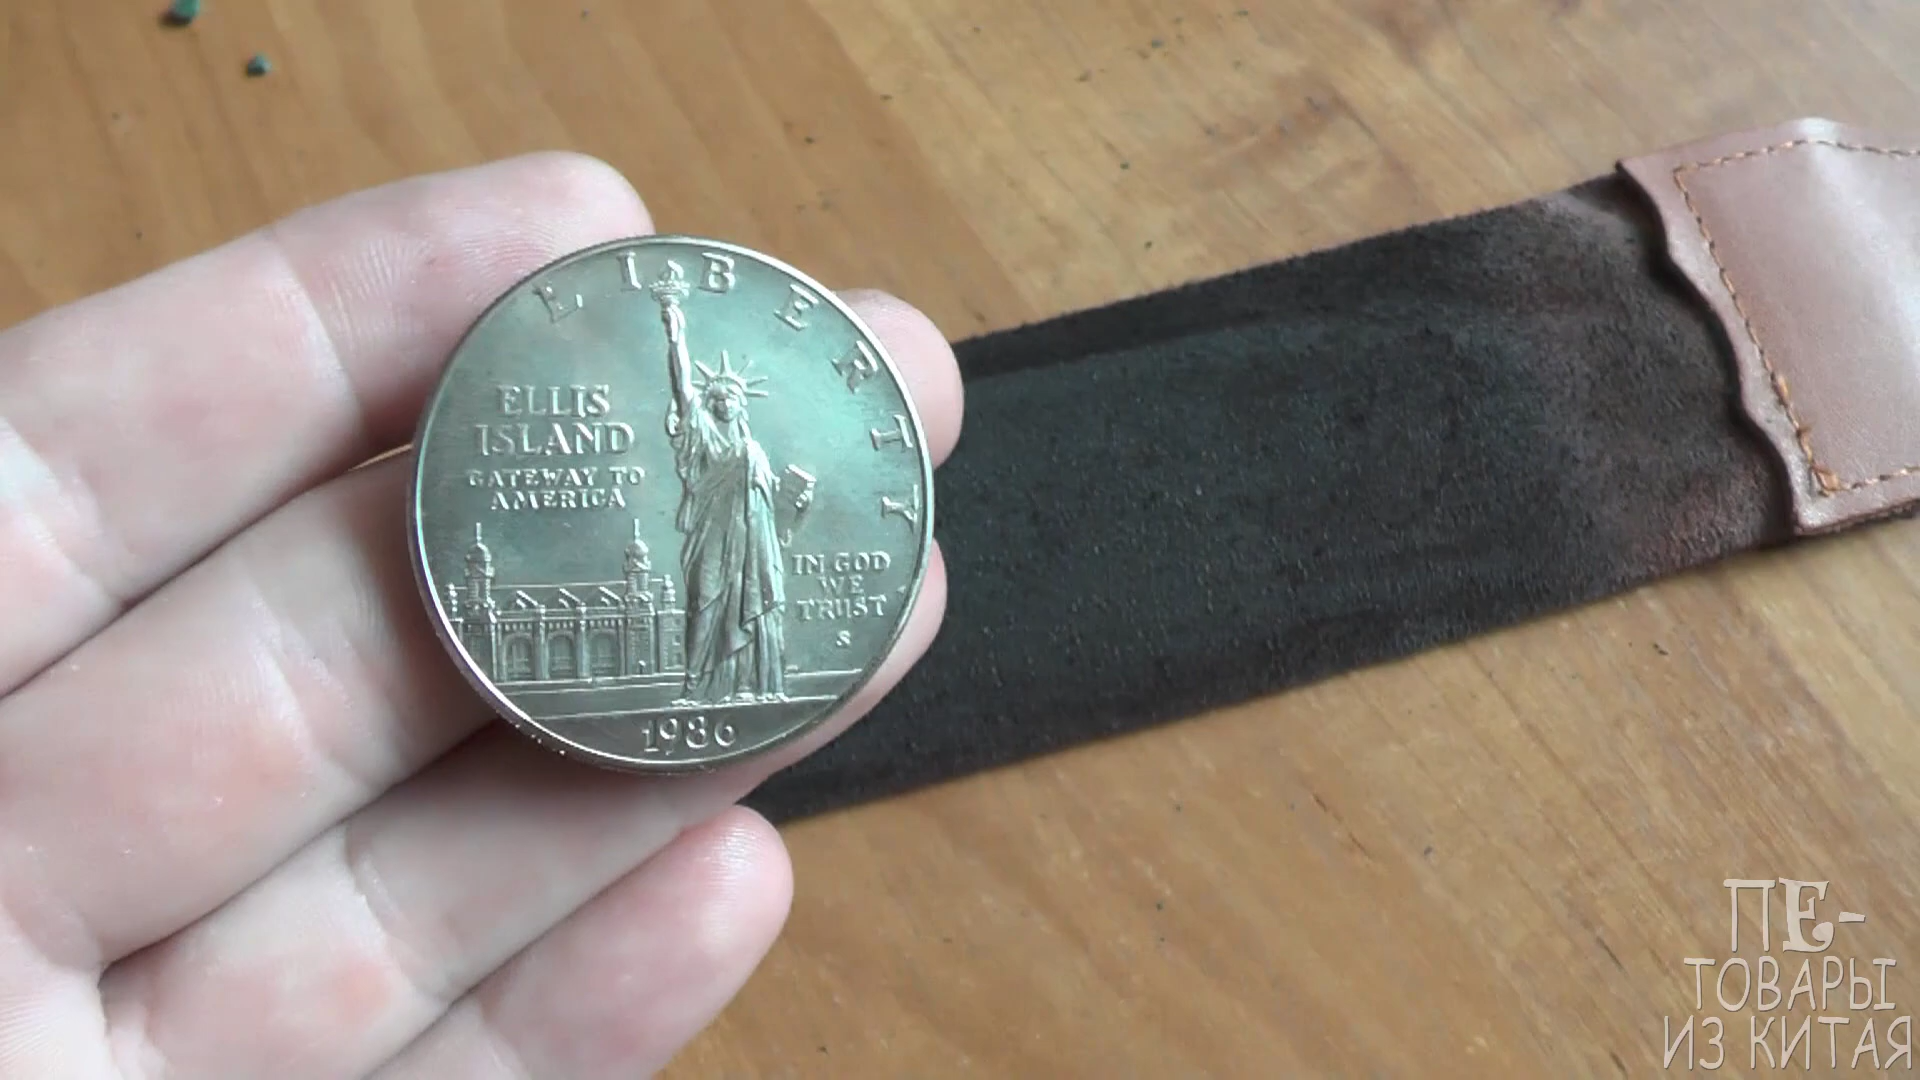 LIBERTY
ELLIS
ISLAND
GATEWAY TO
AMERICA
IN GOD
WE
TRUST
S
1986
ПЕ-
ТОВАРЫ
ИЗ КИТАЯ